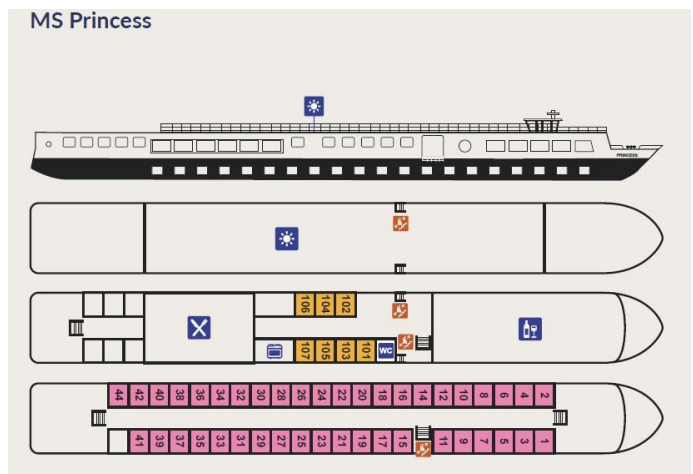 MS Princess
PRINCESS
106 104 102
107 105 103 101 WC
44 42 40 38 36 34 32 30 28 26 24 22 20 18 16 14 12 10 8 6 4 2
41 39 37 35 33 31 29 27 25 23 21 19 17 15 11 9 7 5 3 1